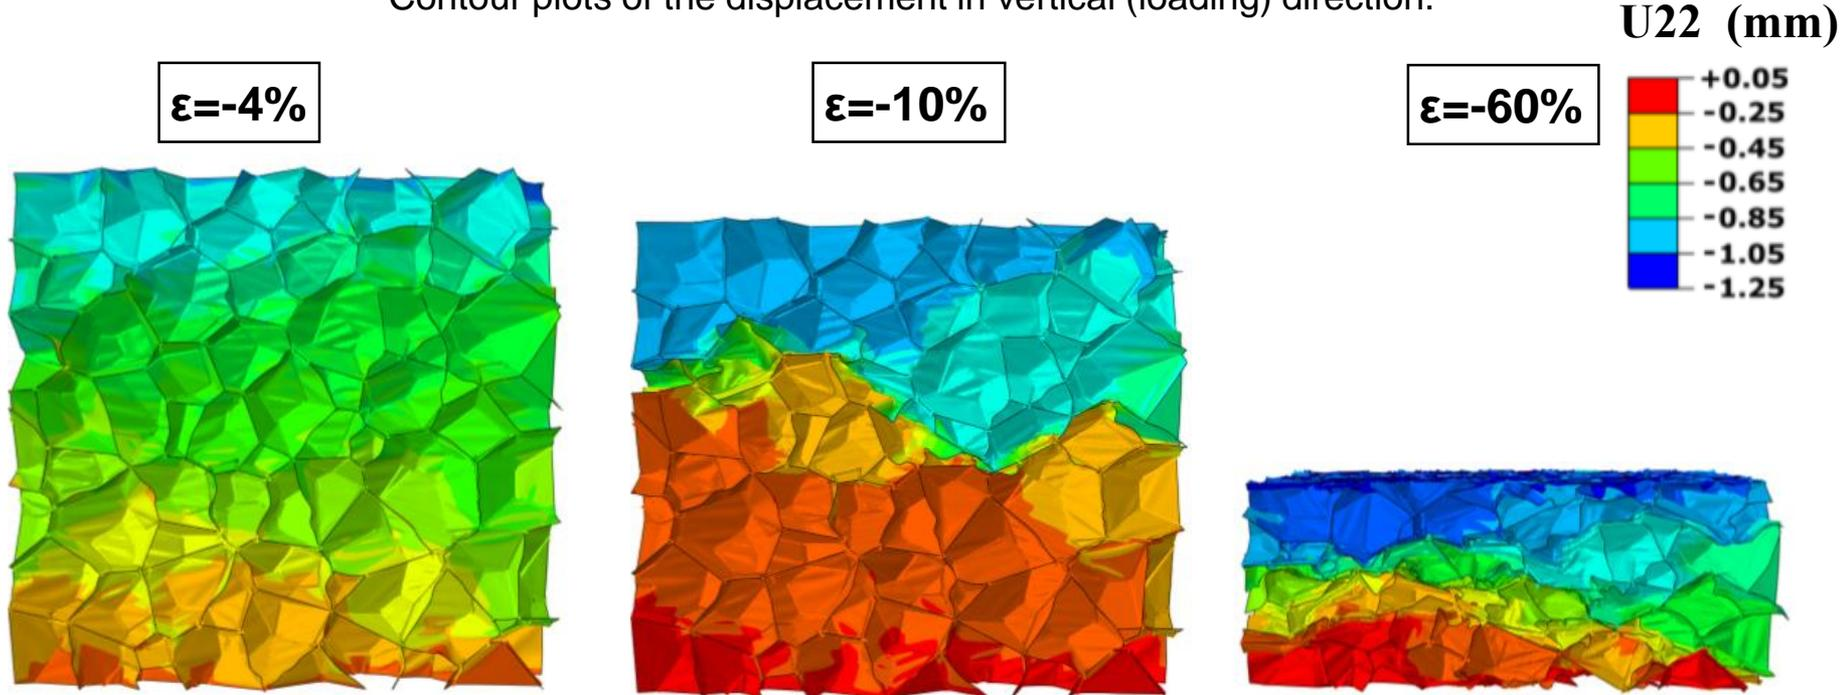 Contour plots of the displacement in vertical (loading) direction.
U22 (mm)
ε=-4%
ε=-10%
ε=-60%
+0.05
-0.25
-0.45
-0.65
-0.85
-1.05
-1.25